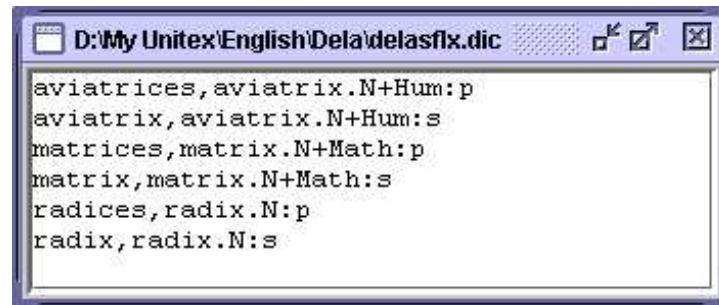 D:\My Unitex\English\Dela\delasflx.dic
aviatrices,aviatrix.N+Hum:p
aviatrix,aviatrix.N+Hum:s
matrices,matrix.N+Math:p
matrix,matrix.N+Math:s
radices,radix.N:p
radix,radix.N:s